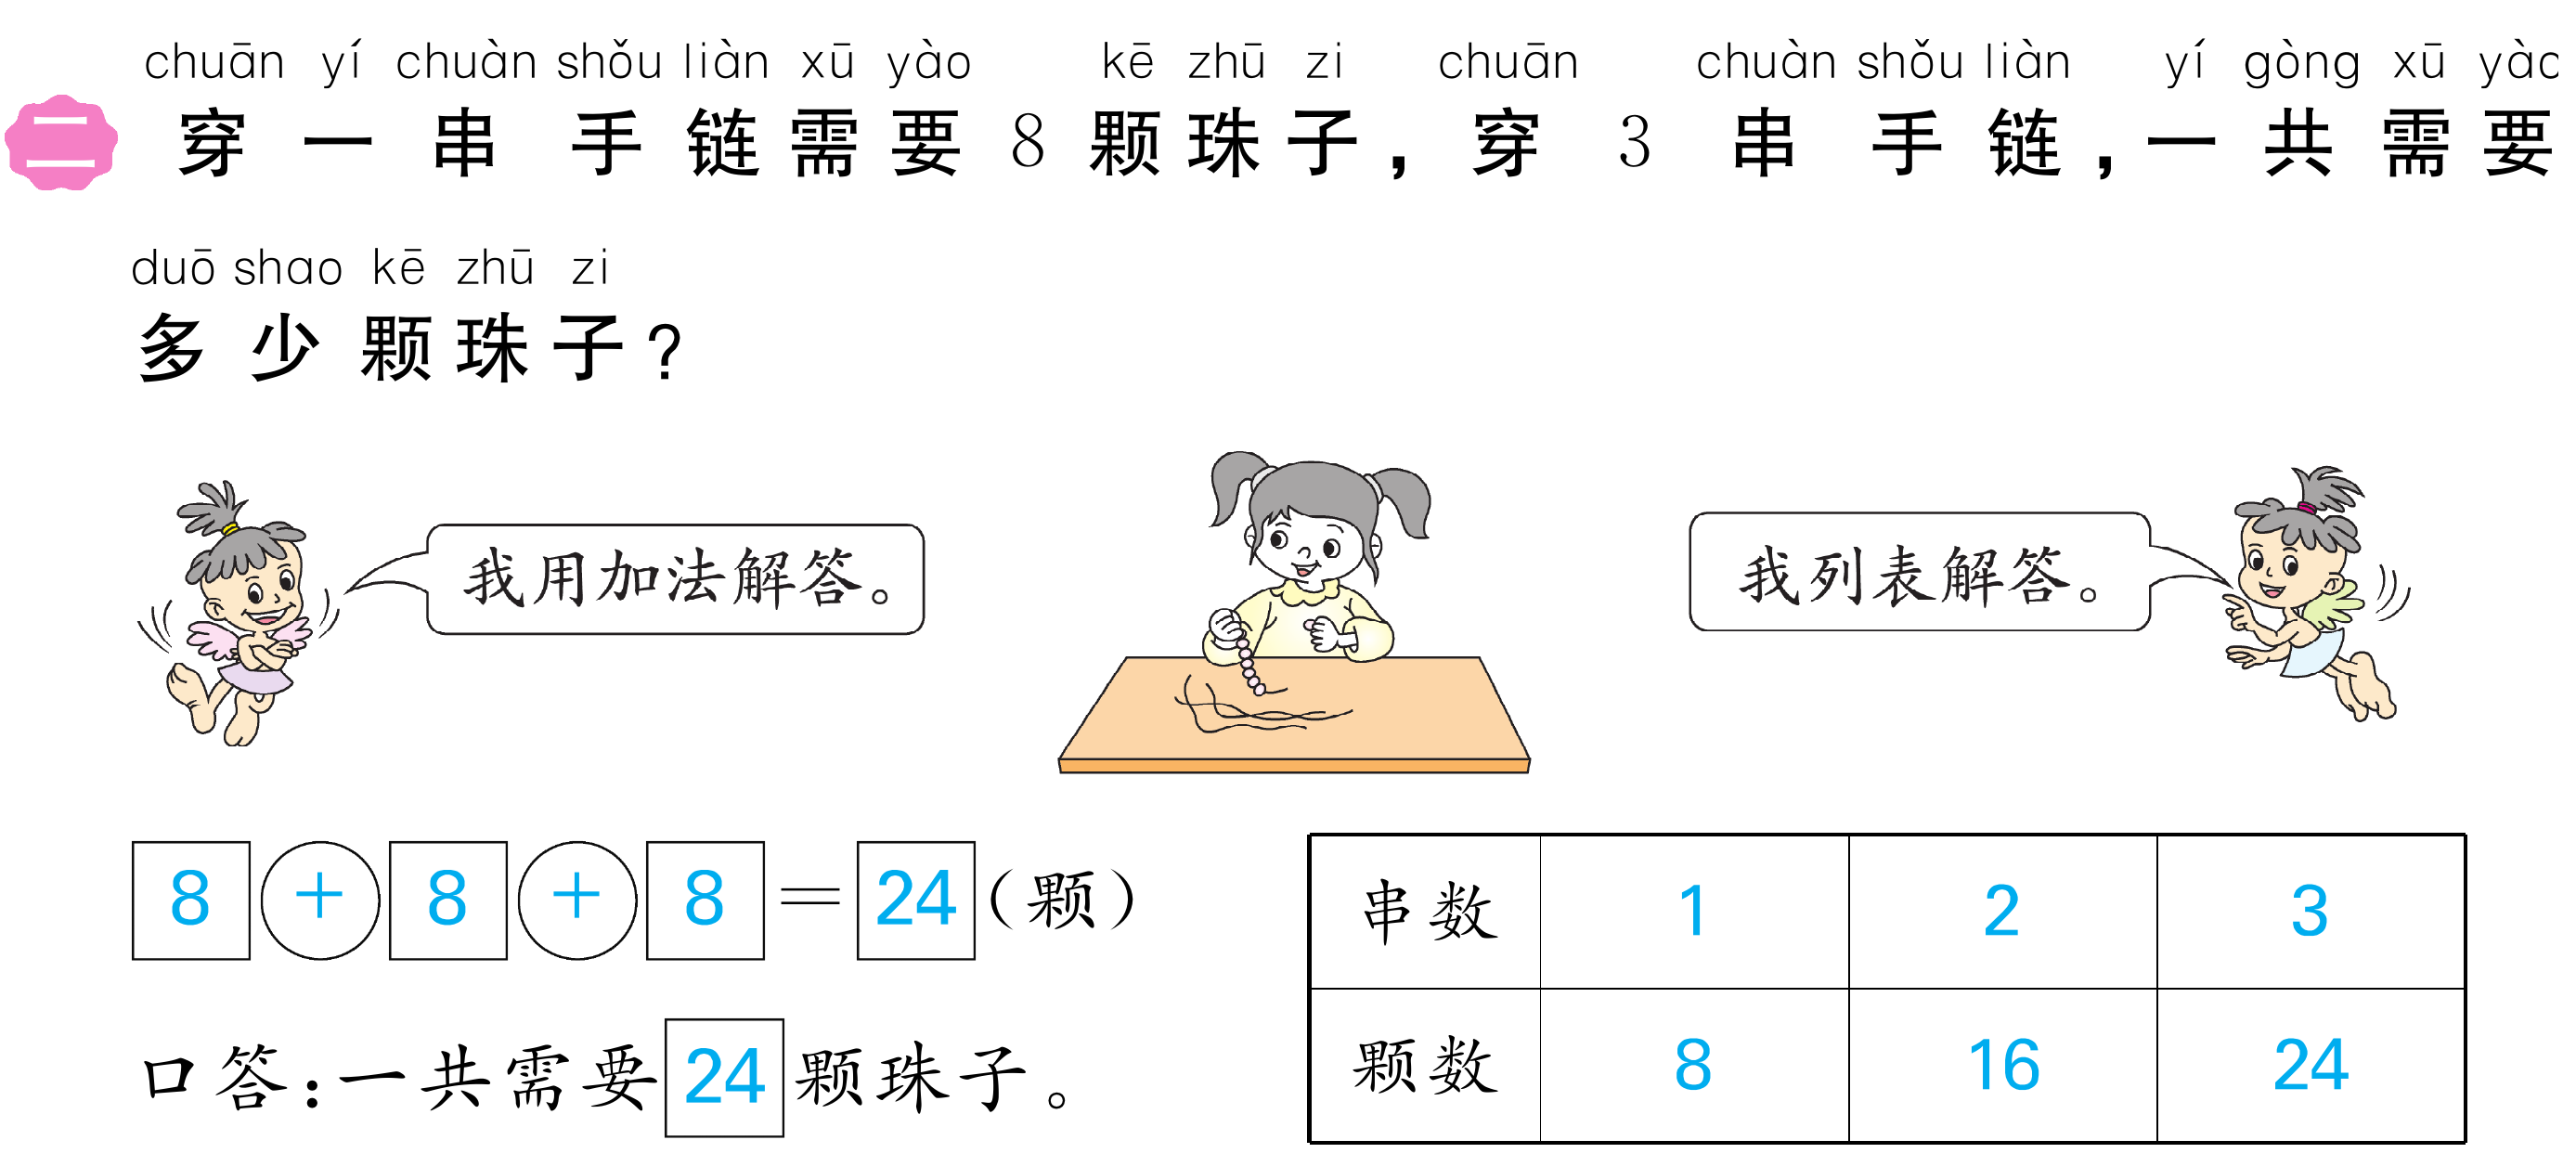 chuān yí chuàn shǒu liàn xū yào kē zhū zi chuān chuàn shǒu liàn yí gòng xū yào
二 穿一串手链需要8颗珠子,穿3串手链,一共需要
duō shao kē zhū zi
多少颗珠子?
我用加法解答。
我列表解答。
8+8+8=24(颗)
口答:一共需要24颗珠子。
串数 1 2 3
颗数 8 16 24